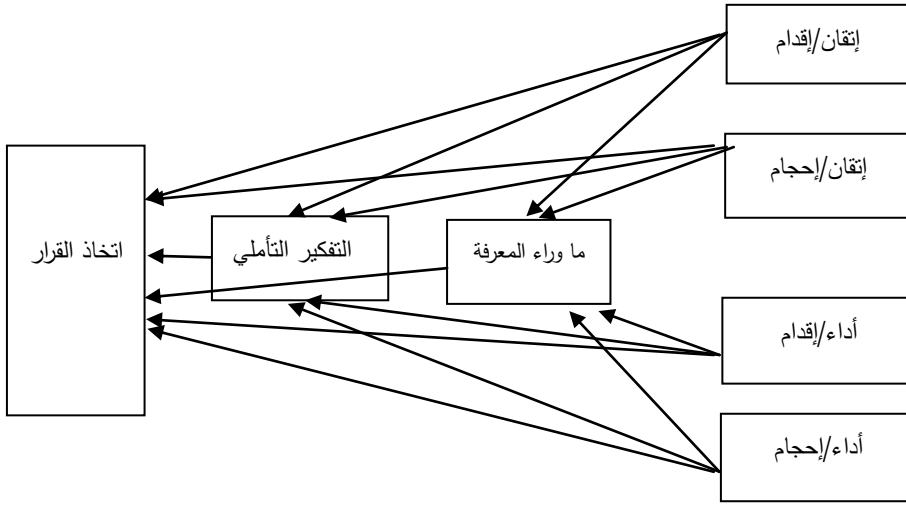 إتقان/إقدام
إتقان/إحجام
ما وراء المعرفة
التفكير التأملي
اتخاذ القرار
أداء/إقدام
أداء/إحجام